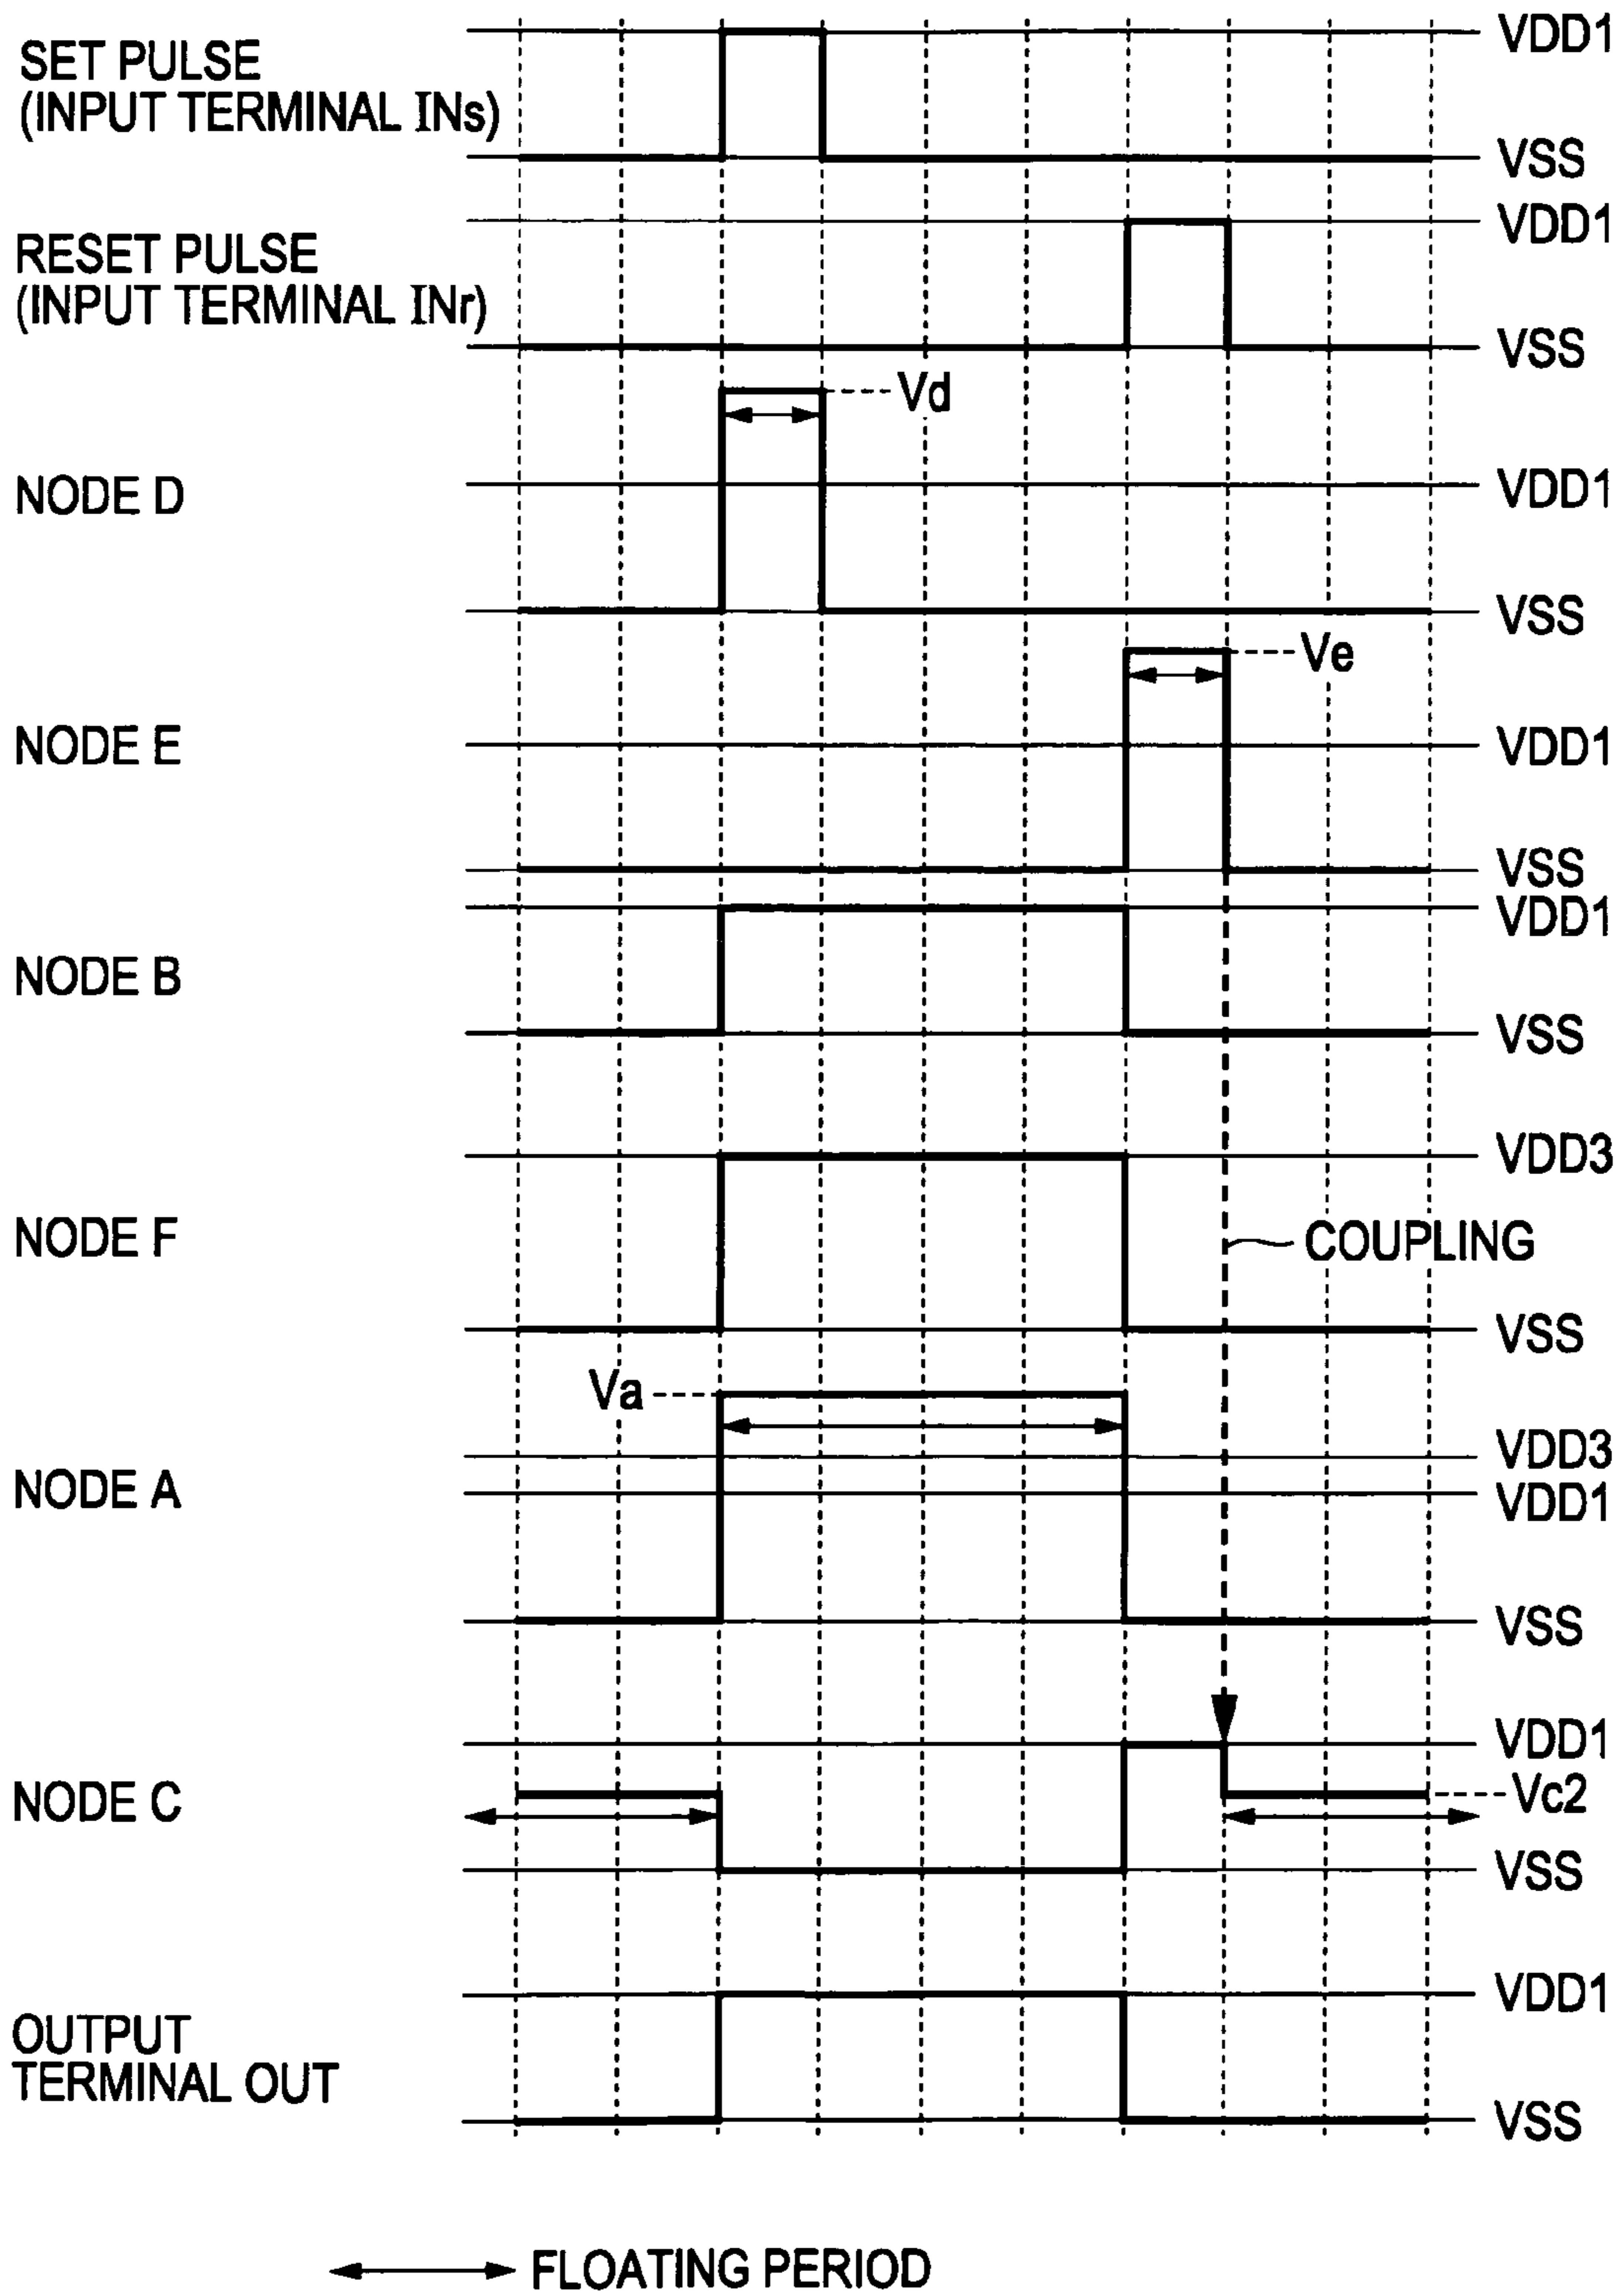 VDD1
SET PULSE
(INPUT TERMINAL INs)
VSS
VDD1
RESET PULSE
(INPUT TERMINAL INr)
VSS
Vd
NODE D
VDD1
VSS
Ve
NODE E
VDD1
VSS
VDD1
NODE B
VSS
VDD3
NODE F
COUPLING
VSS
Va
VDD3
NODE A
VDD1
VSS
VDD1
NODE C
Vc2
VSS
VDD1
OUTPUT
TERMINAL OUT
VSS
FLOATING PERIOD